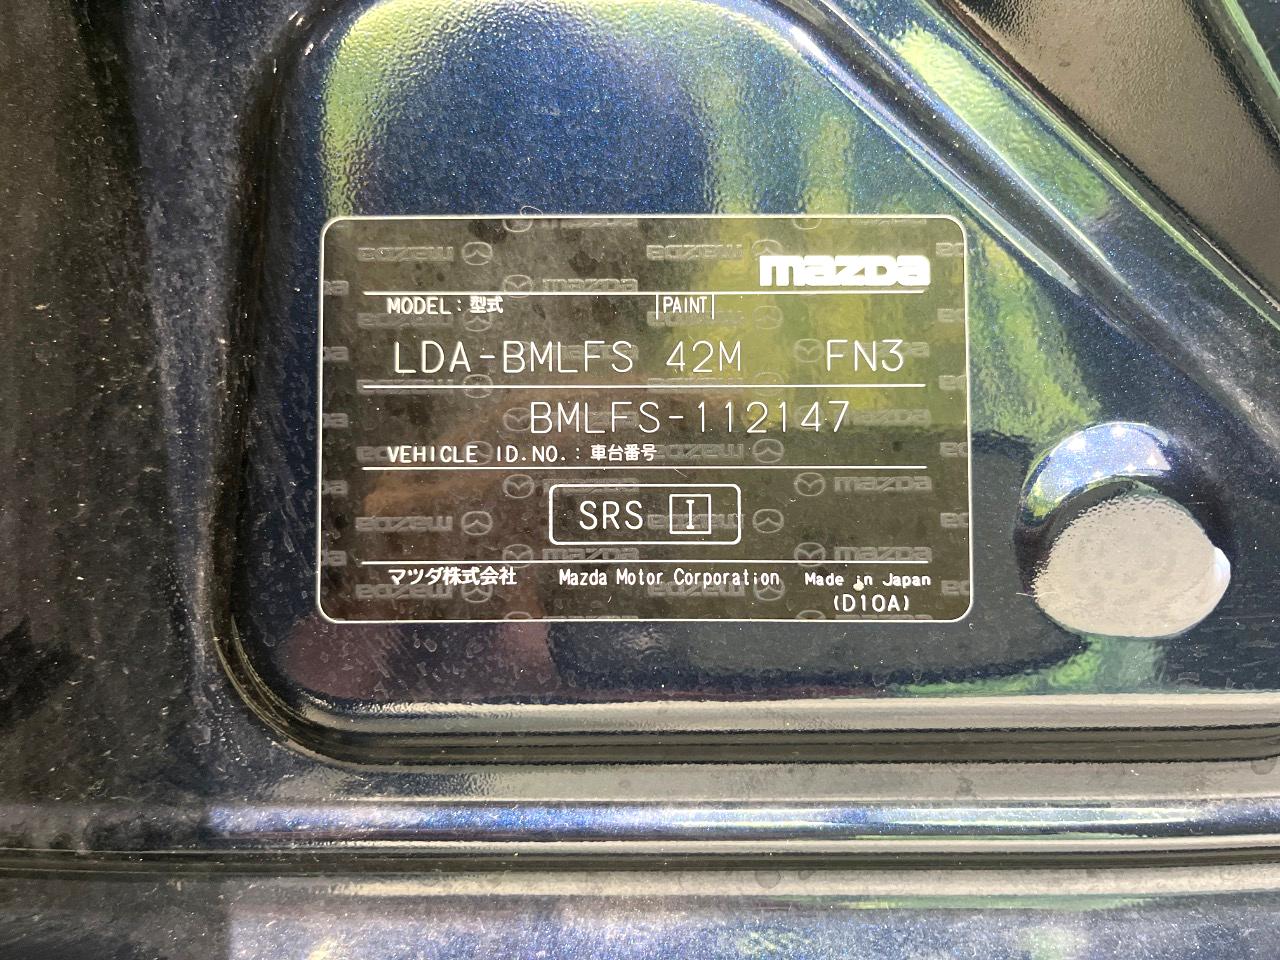 mazda
MODEL : 型式 PAINT
LDA-BMLFS 42M FN3
BMLFS-112147
VEHICLE ID.NO. : 車台番号
SRS I
マツダ株式会社 Mazda Motor Corporation Made in Japan
(D10A)